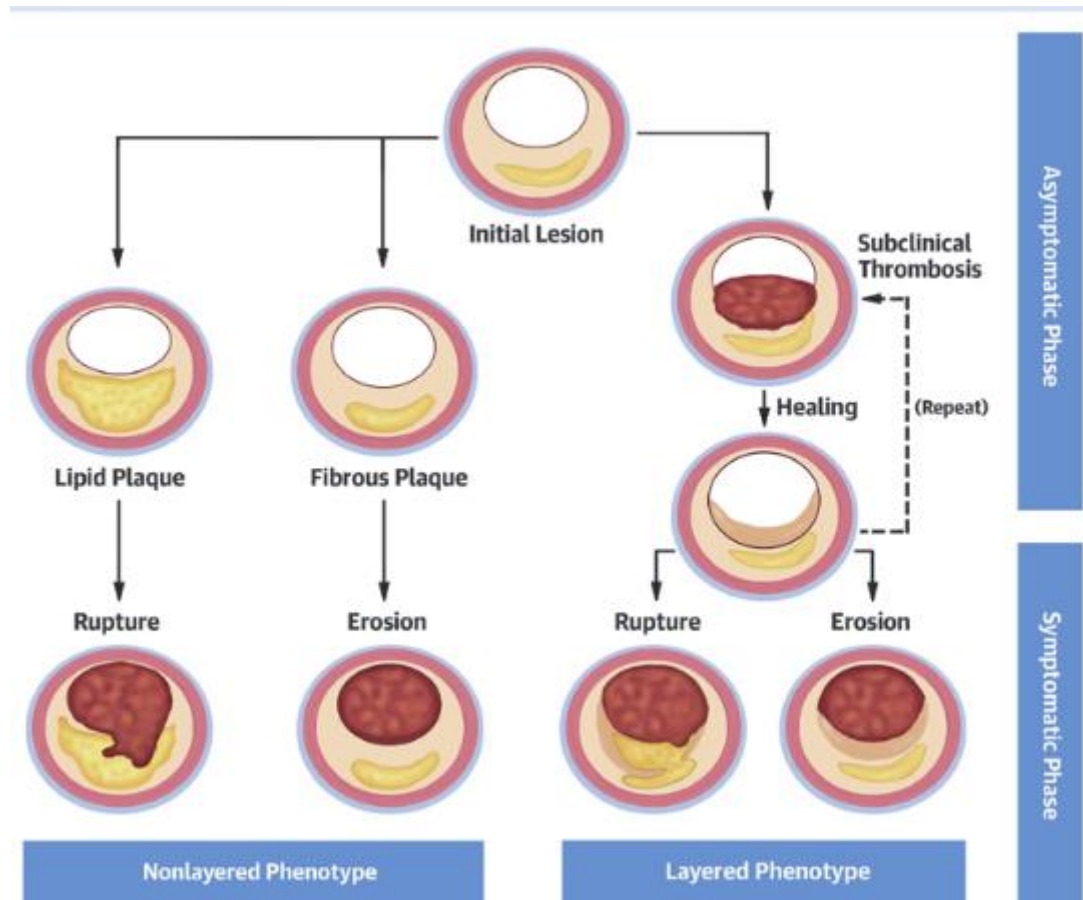 Initial Lesion
Subclinical
Thrombosis
Healing
(Repeat)
Lipid Plaque
Fibrous Plaque
Rupture
Erosion
Rupture
Erosion
Nonlayered Phenotype
Layered Phenotype
Asymptomatic Phase
Symptomatic Phase